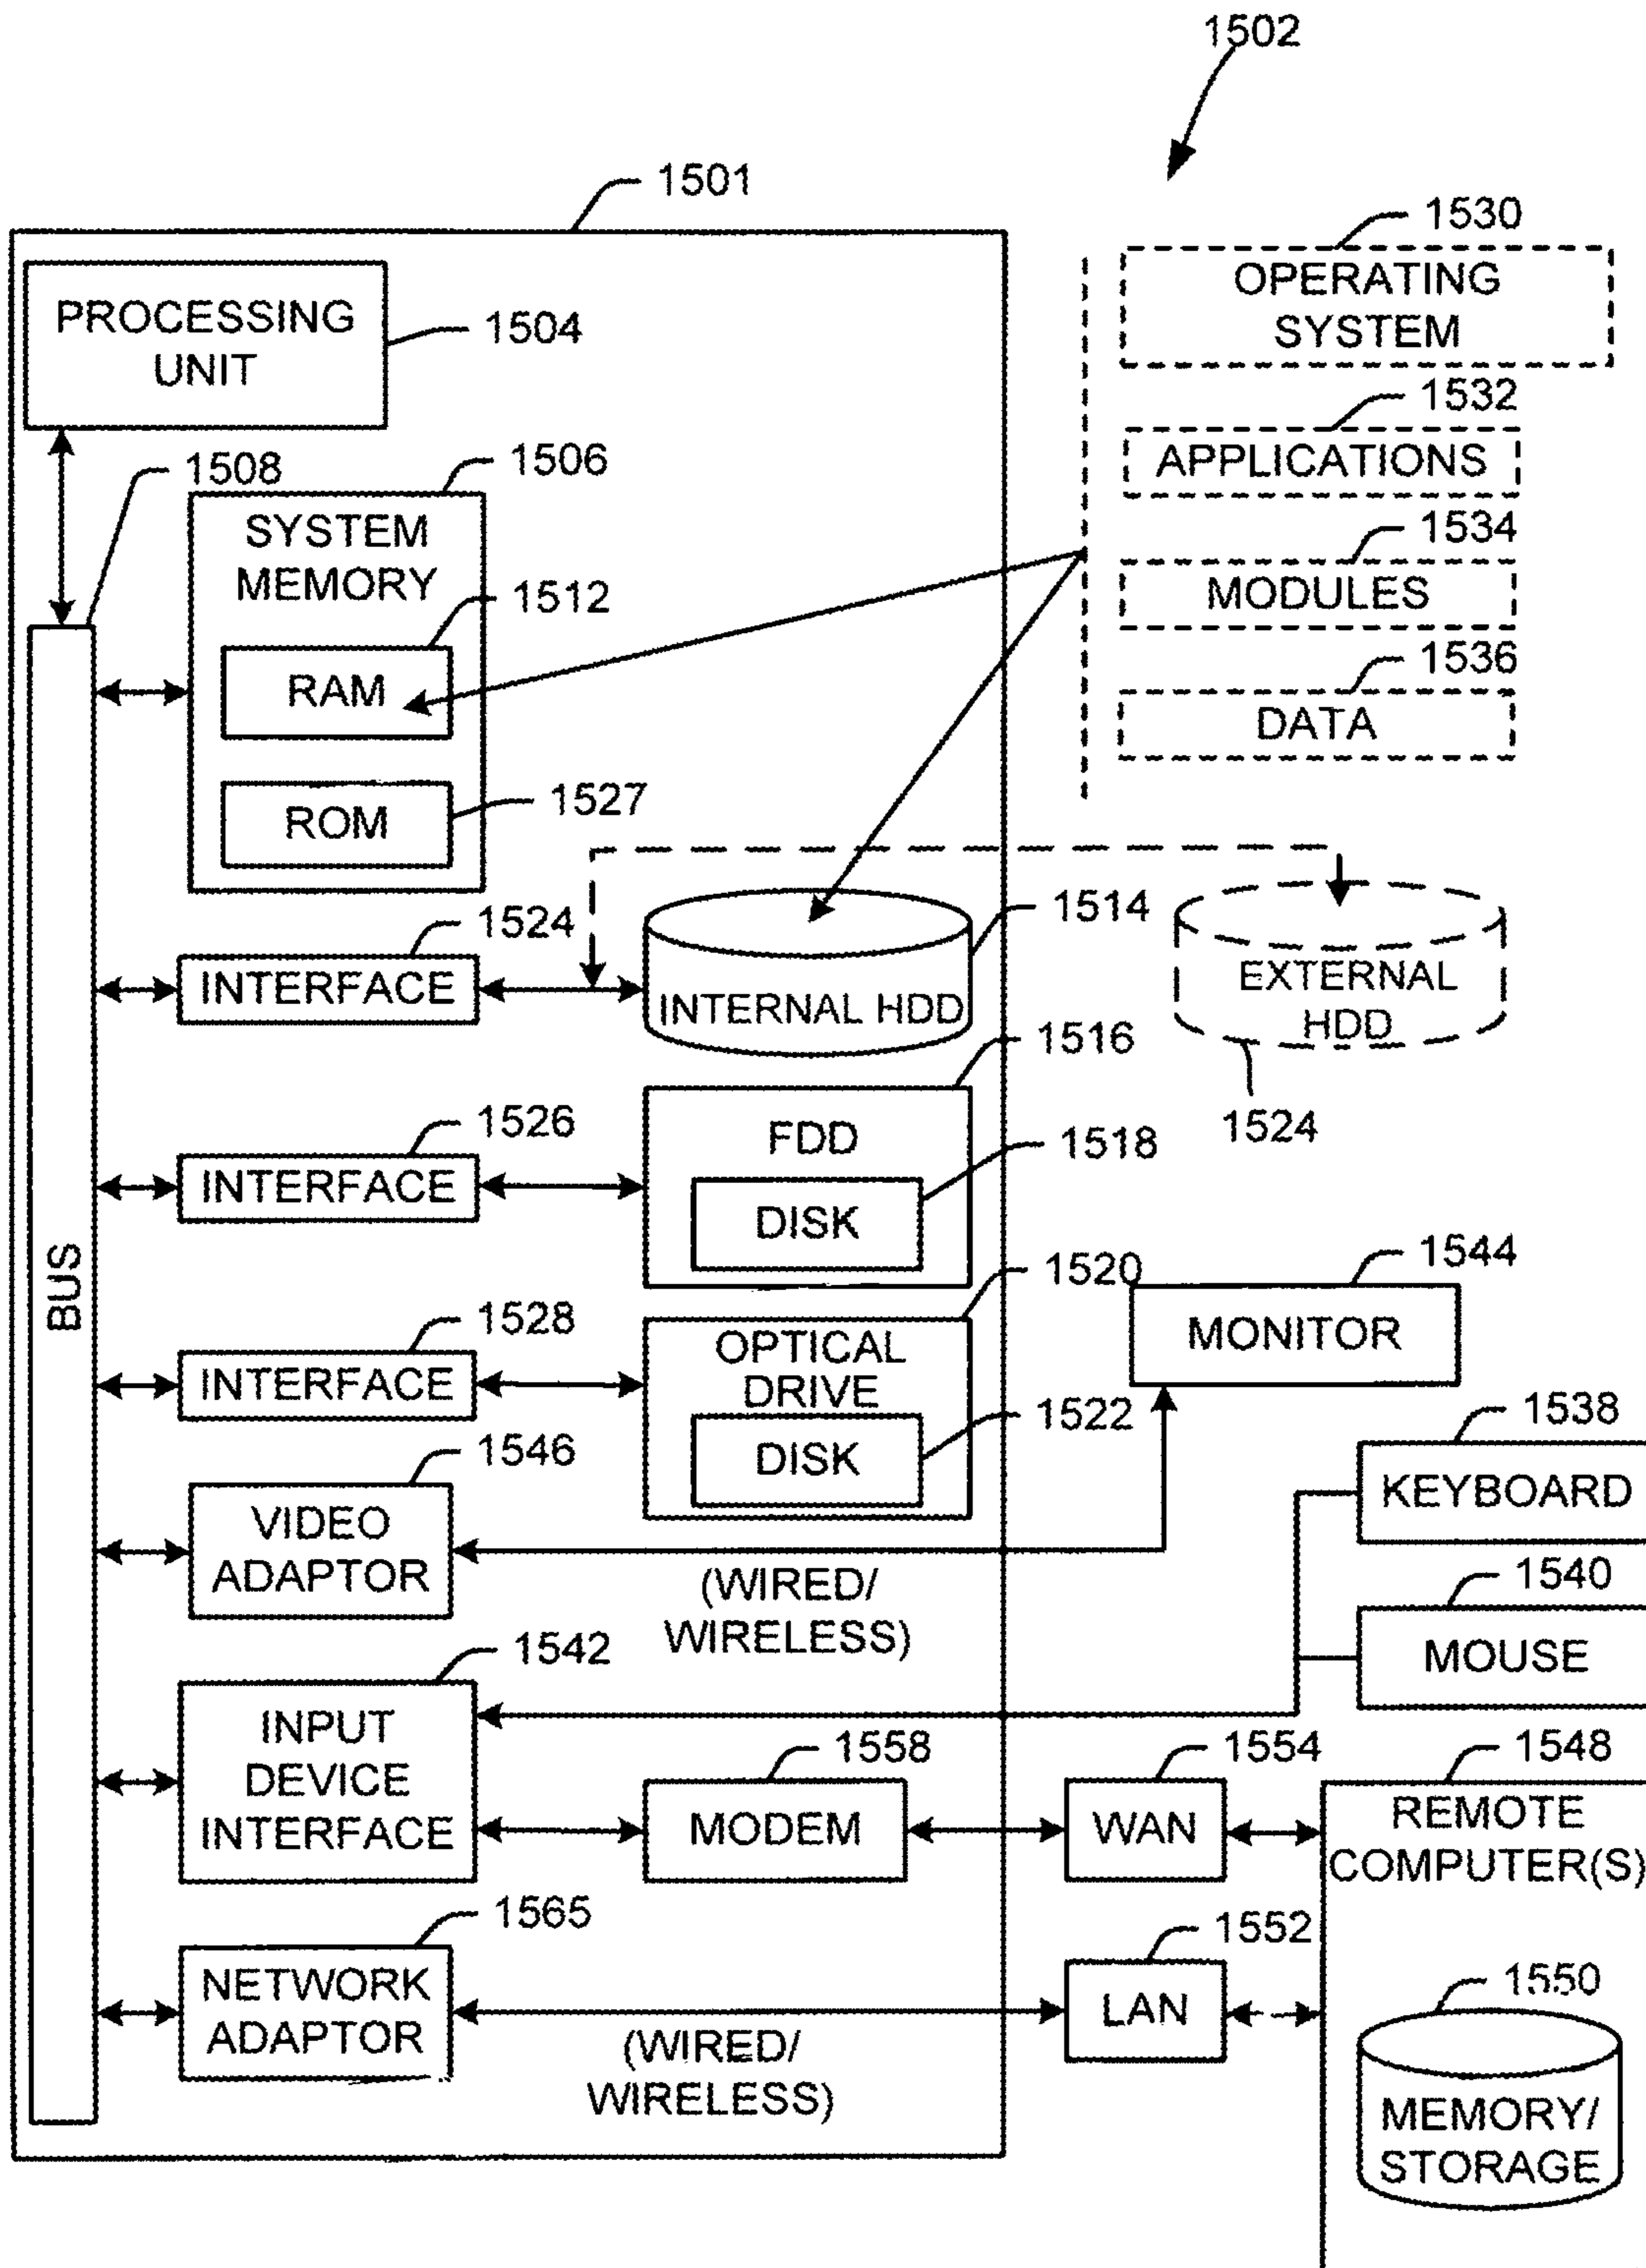 1502
1501
1530
OPERATING
SYSTEM
PROCESSING
UNIT
1504
1532
APPLICATIONS
1508
1506
SYSTEM
MEMORY
1534
MODULES
1512
RAM
1536
DATA
1527
ROM
1524
INTERFACE
1514
INTERNAL HDD
EXTERNAL
HDD
1524
1516
FDD
1526
INTERFACE
1518
DISK
BUS
1520
OPTICAL
DRIVE
1544
MONITOR
1528
INTERFACE
1522
DISK
1538
KEYBOARD
1546
VIDEO
ADAPTOR
(WIRED/
WIRELESS)
1540
MOUSE
1542
INPUT
DEVICE
INTERFACE
1558
MODEM
1554
WAN
1548
REMOTE
COMPUTER(S)
1565
NETWORK
ADAPTOR
(WIRED/
WIRELESS)
1552
LAN
1550
MEMORY/
STORAGE